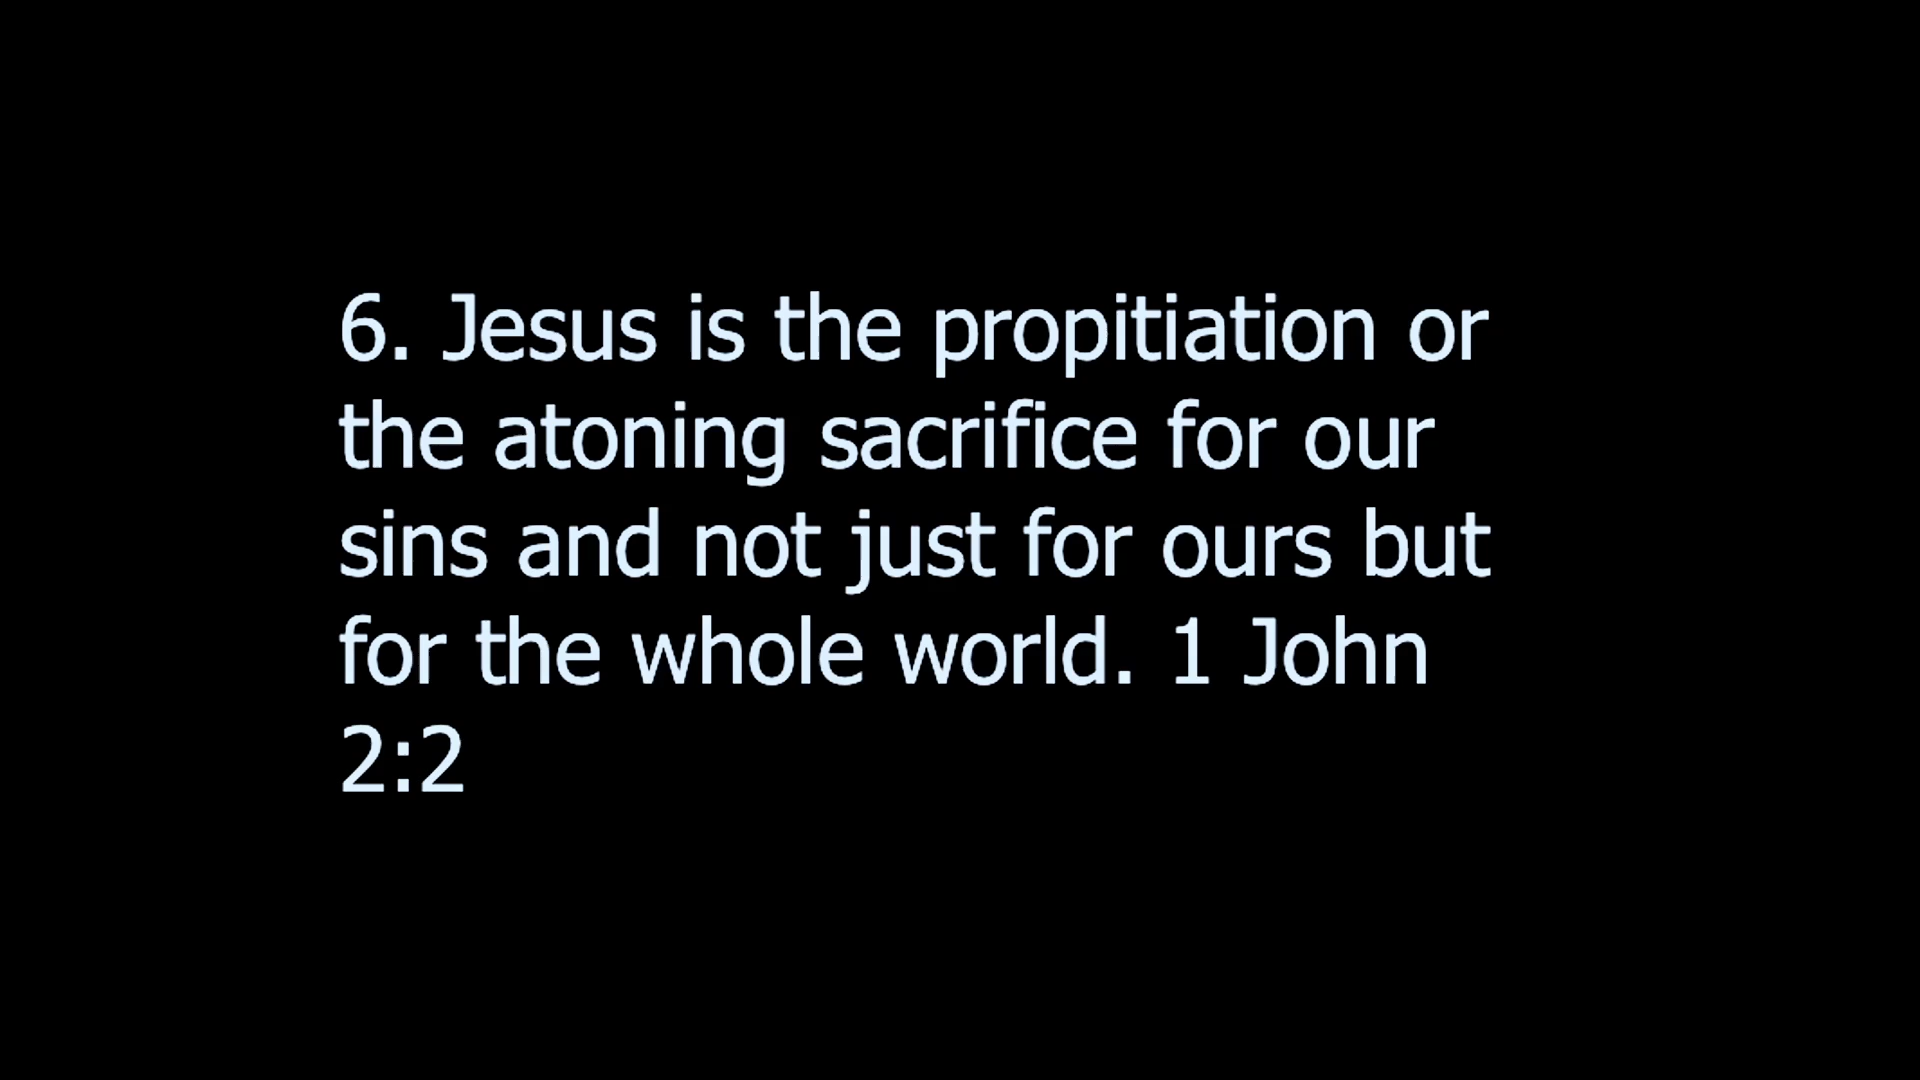 6. Jesus is the propitiation or
the atoning sacrifice for our
sins and not just for ours but
for the whole world. 1 John
2:2